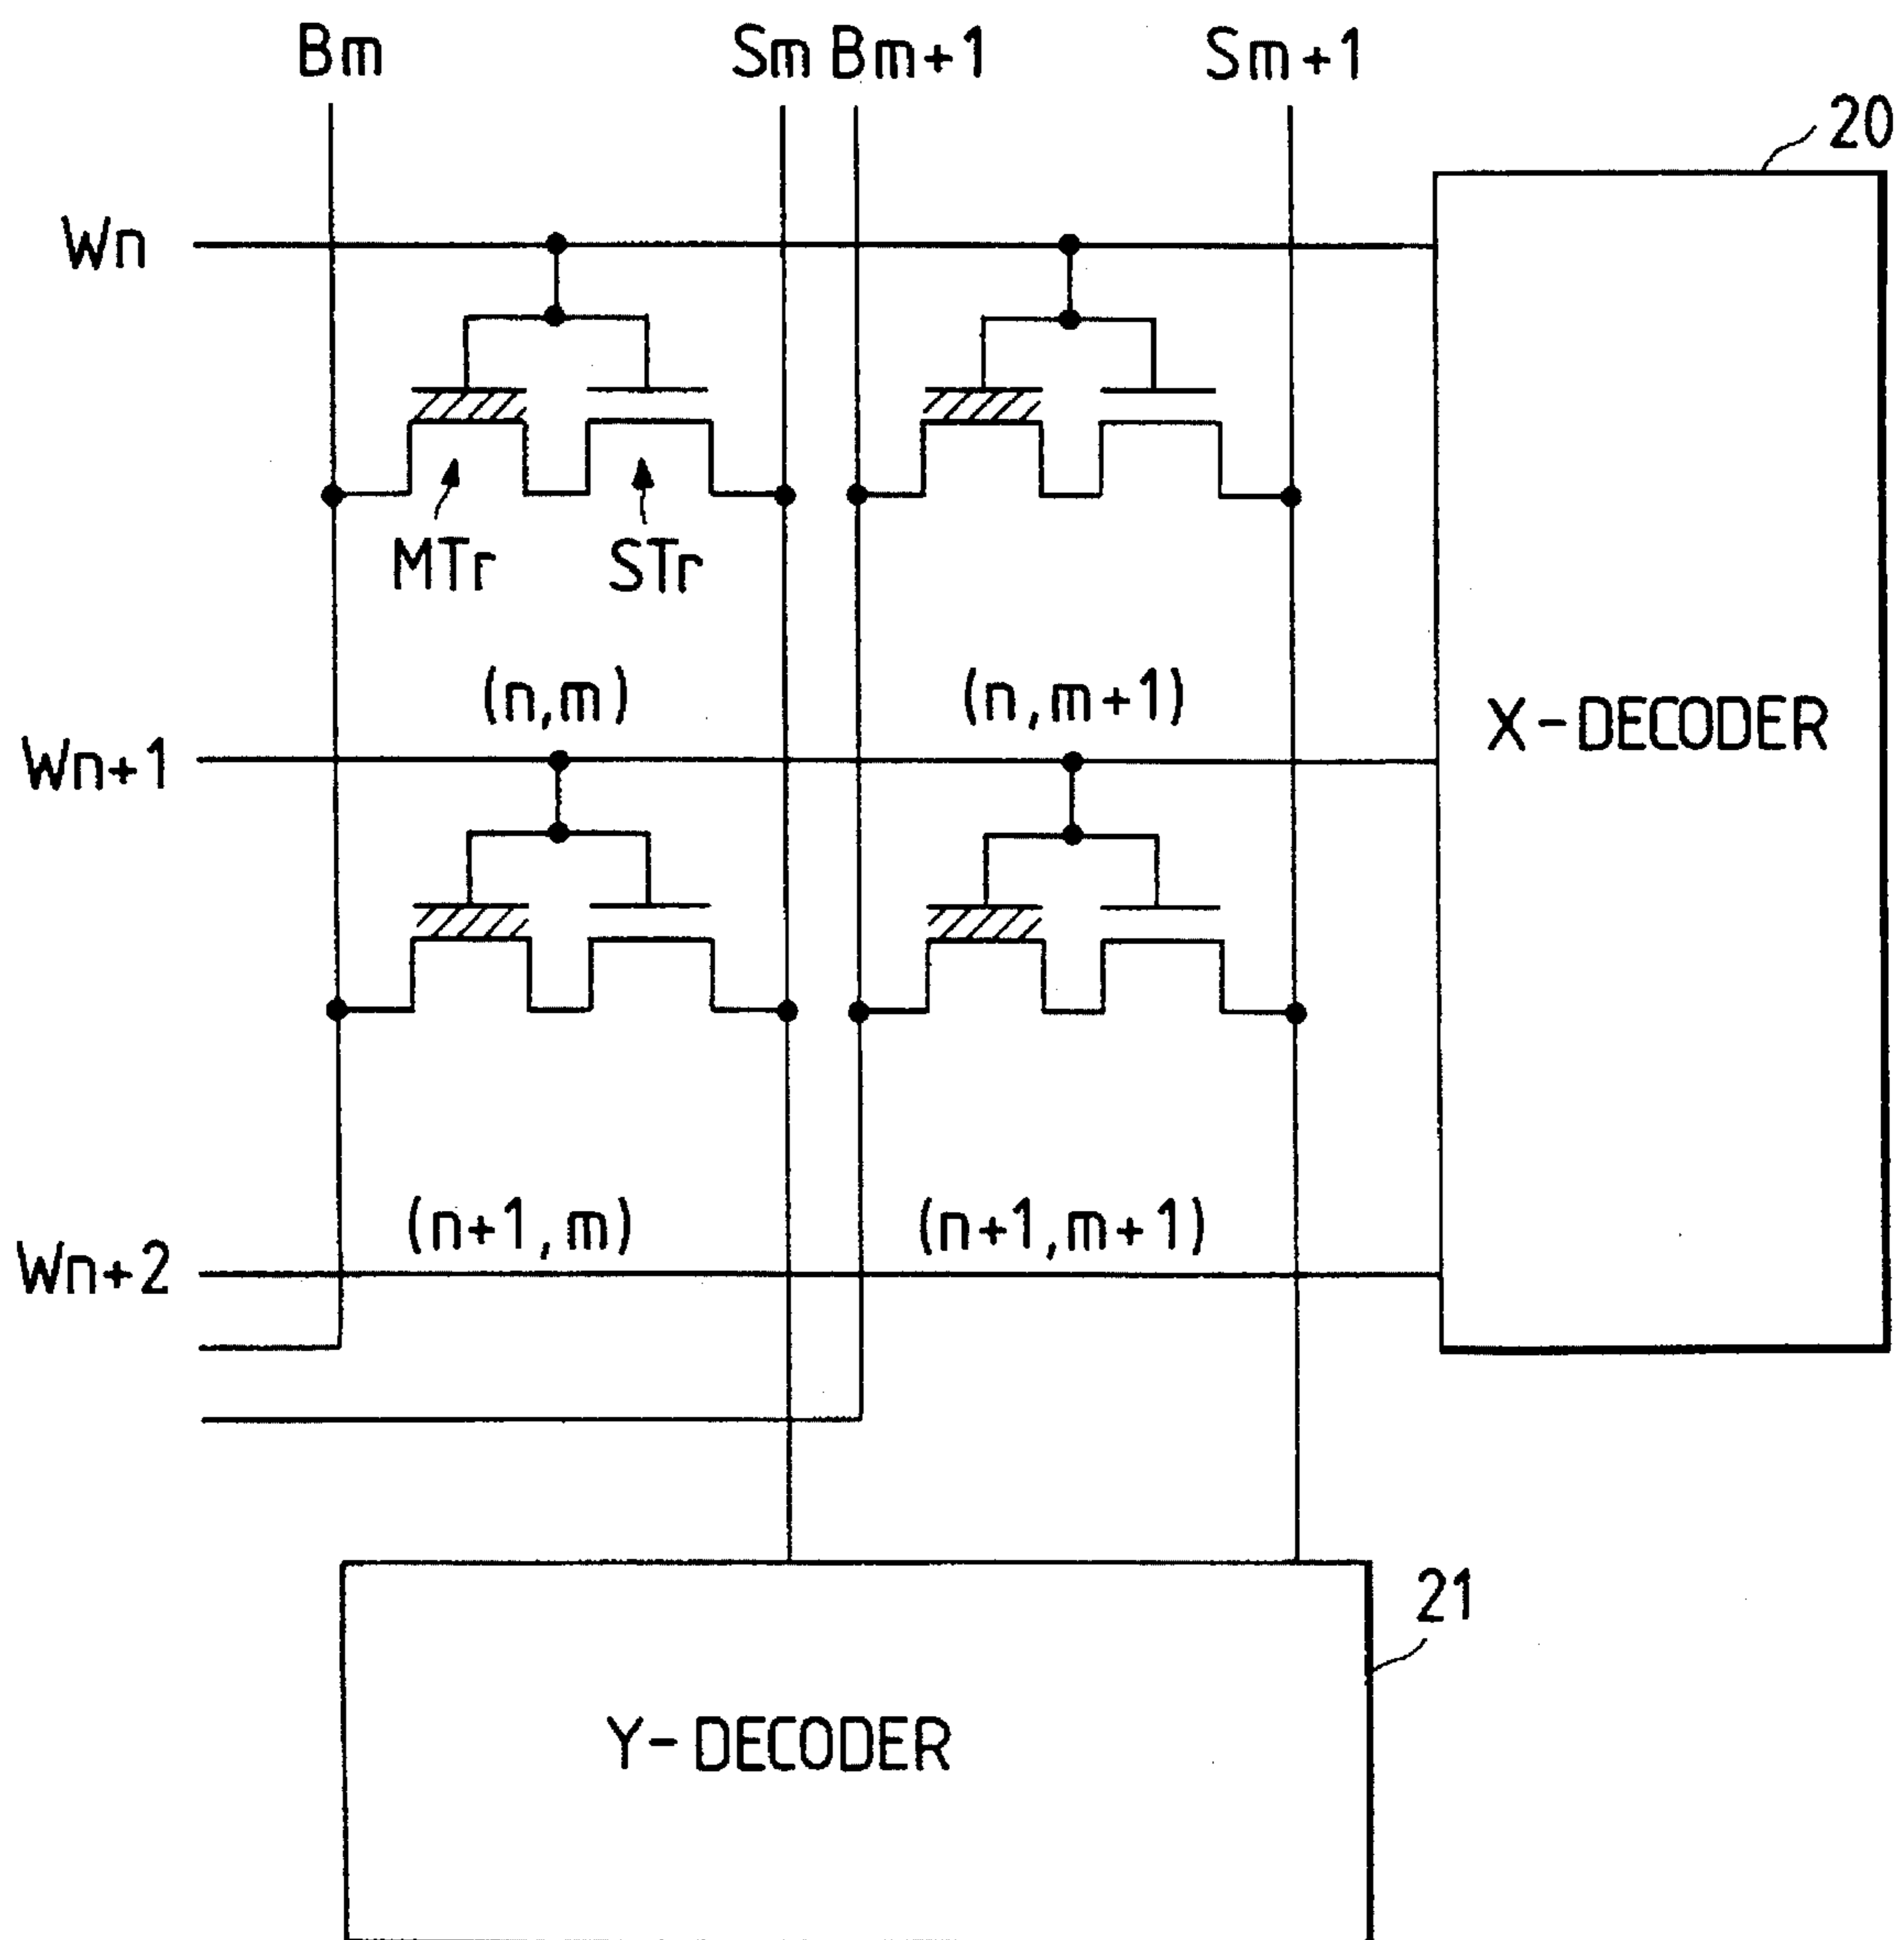 Bm Sm Bm+1 Sm+1
20
Wn
MTr STr
(n,m) (n,m+1)
X-DECODER
Wn+1
(n+1,m) (n+1,m+1)
Wn+2
21
Y-DECODER